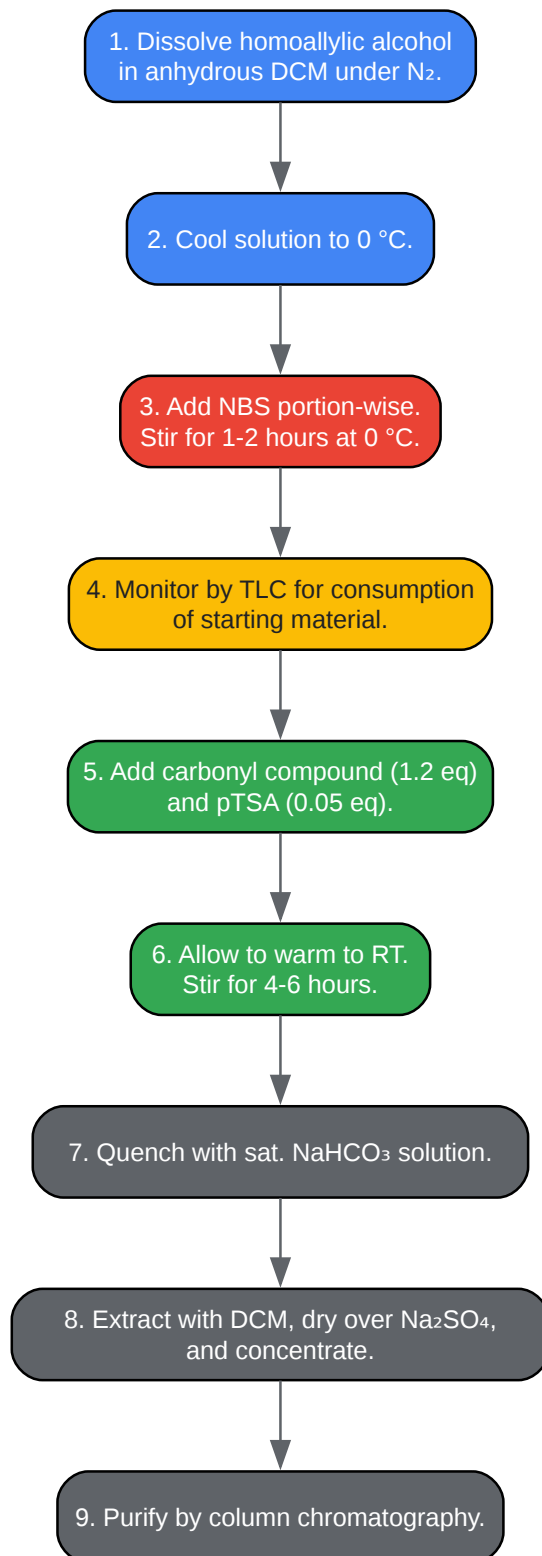 1. Dissolve homoallylic alcohol
in anhydrous DCM under N₂.
2. Cool solution to 0 °C.
3. Add NBS portion-wise.
Stir for 1-2 hours at 0 °C.
4. Monitor by TLC for consumption
of starting material.
5. Add carbonyl compound (1.2 eq)
and pTSA (0.05 eq).
6. Allow to warm to RT.
Stir for 4-6 hours.
7. Quench with sat. NaHCO₃ solution.
8. Extract with DCM, dry over Na₂SO₄,
and concentrate.
9. Purify by column chromatography.